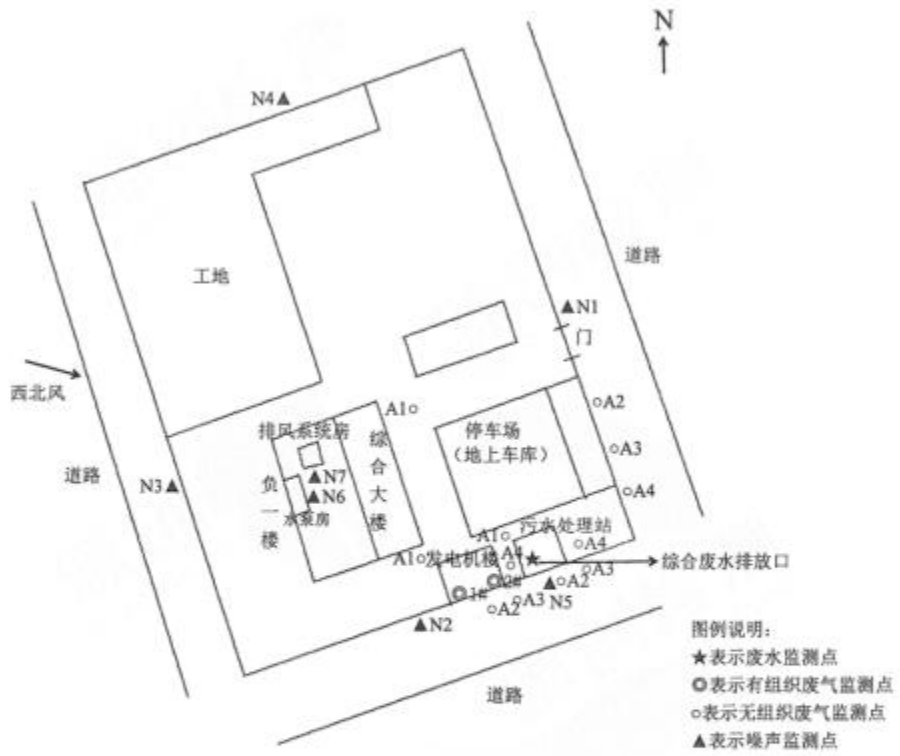 N
N4▲
工地
道路
▲N1
门
西北风
A1○
○A2
排风系统房
综合大楼
停车场
(地上车库)
○A3
道路
N3▲
负一楼
▲N7
▲N6
水泵房
○A4
A1○
污水处理站
A1○
发电机楼
A4
○A4
★
综合废水排放口
○A3
◎1#
◎2#
○A2
○A3
▲
○A2
N5
▲N2
道路
图例说明:
★表示废水监测点
◎表示有组织废气监测点
○表示无组织废气监测点
▲表示噪声监测点